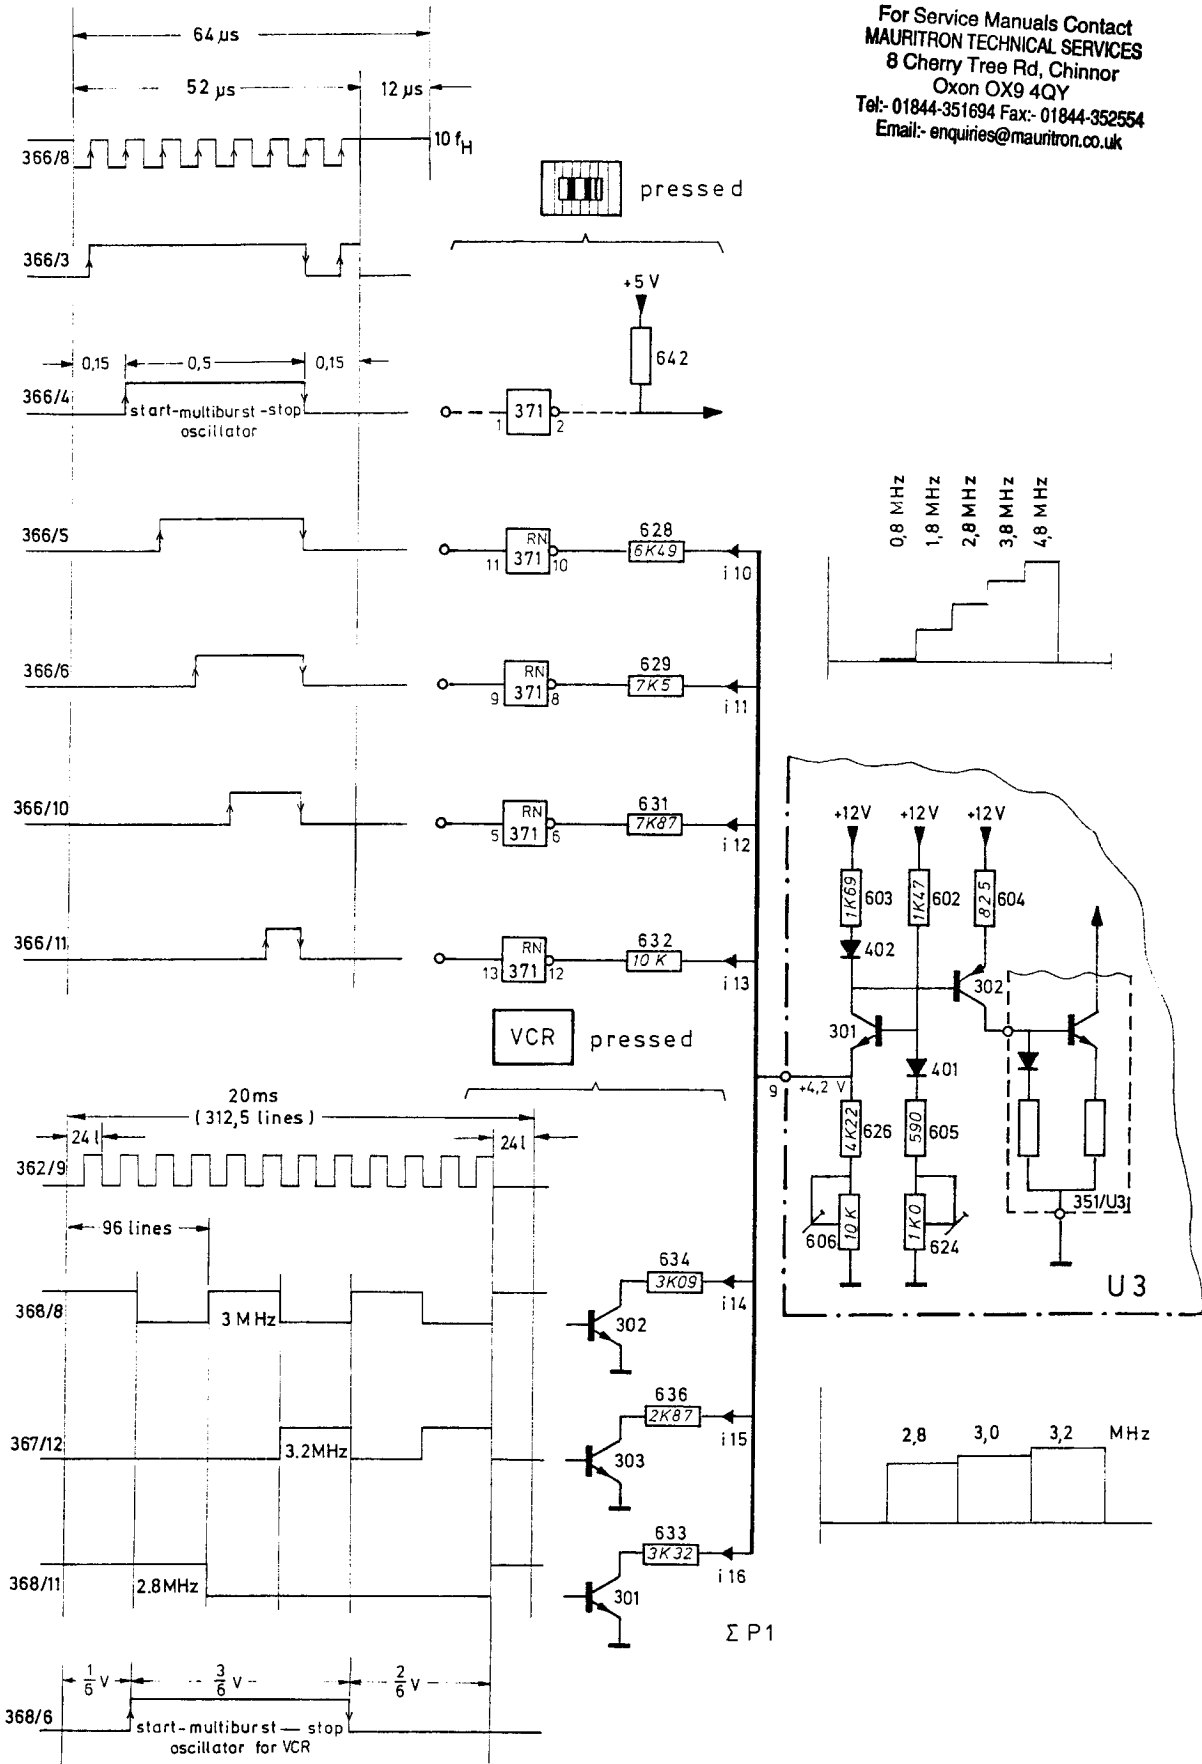 For Service Manuals Contact
MAURITRON TECHNICAL SERVICES
8 Cherry Tree Rd, Chinnor
Oxon OX9 4QY
Tel:- 01844-351694 Fax:- 01844-352554
Email:- enquiries@mauritron.co.uk
64 µs
52 µs
12 µs
366/8
10 fH
pressed
366/3
+5 V
642
0,15
0,5
0,15
366/4
start-multiburst-stop
oscillator
1
371
2
0,8 MHz
1,8 MHz
2,8 MHz
3,8 MHz
4,8 MHz
366/5
11
RN
371
10
628
6K49
i 10
366/6
9
RN
371
8
629
7K5
i 11
366/10
5
RN
371
6
631
7K87
i 12
366/11
13
RN
371
12
632
10 K
i 13
+12V
+12V
+12V
1K69
603
1K47
602
825
604
402
302
301
401
9
+4,2 V
4K22
626
590
605
10 K
606
1K0
624
351/U3
U 3
VCR
pressed
20ms
(312,5 lines)
24 l
24 l
362/9
96 lines
368/8
3 MHz
302
634
3K09
i 14
367/12
3.2MHz
303
636
2K87
i 15
368/11
2.8MHz
301
633
3K32
i 16
2,8
3,0
3,2
MHz
Σ P1
1/6 V
3/6 V
2/6 V
368/6
start-multiburst — stop
oscillator for VCR